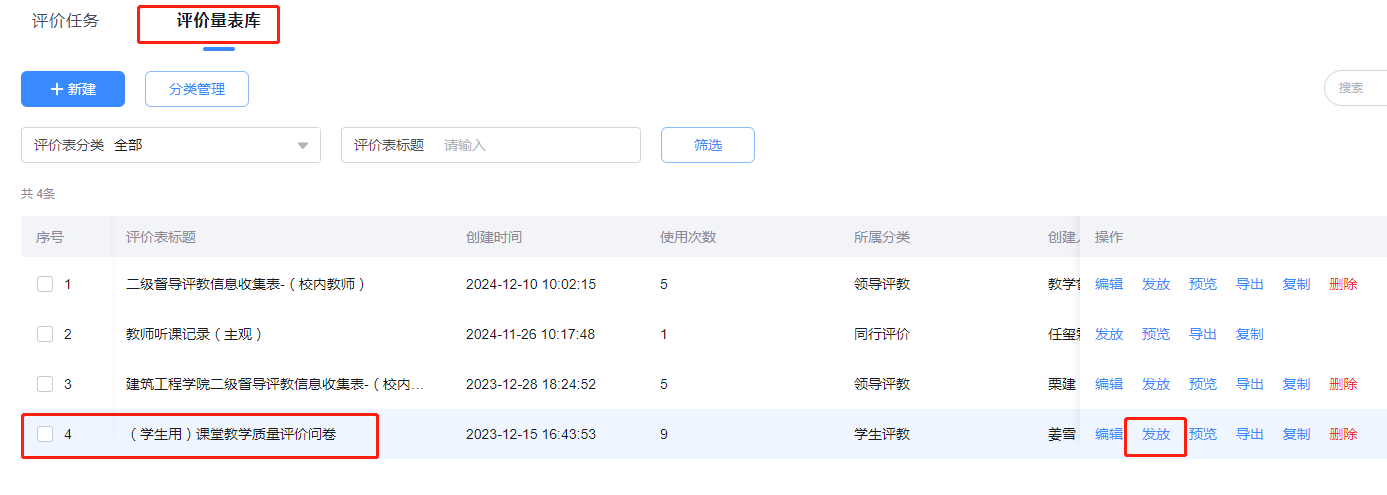 评价任务 评价量表库
新建 分类管理 搜索
评价表分类 全部 评价表标题 请输入 筛选
共 4条
序号 评价表标题 创建时间 使用次数 所属分类 创建 操作
1 二级督导评教信息收集表-（校内教师） 2024-12-10 10:02:15 5 领导评教 教学 编辑 发放 预览 导出 复制 删除
2 教师听课记录（主观） 2024-11-26 10:17:48 1 同行评价 任玺 发放 预览 导出 复制
3 建筑工程学院二级督导评教信息收集表-（校内... 2023-12-28 18:24:52 5 领导评教 栗建 编辑 发放 预览 导出 复制 删除
4 （学生用）课堂教学质量评价问卷 2023-12-15 16:43:53 9 学生评教 姜雪 编辑 发放 预览 导出 复制 删除